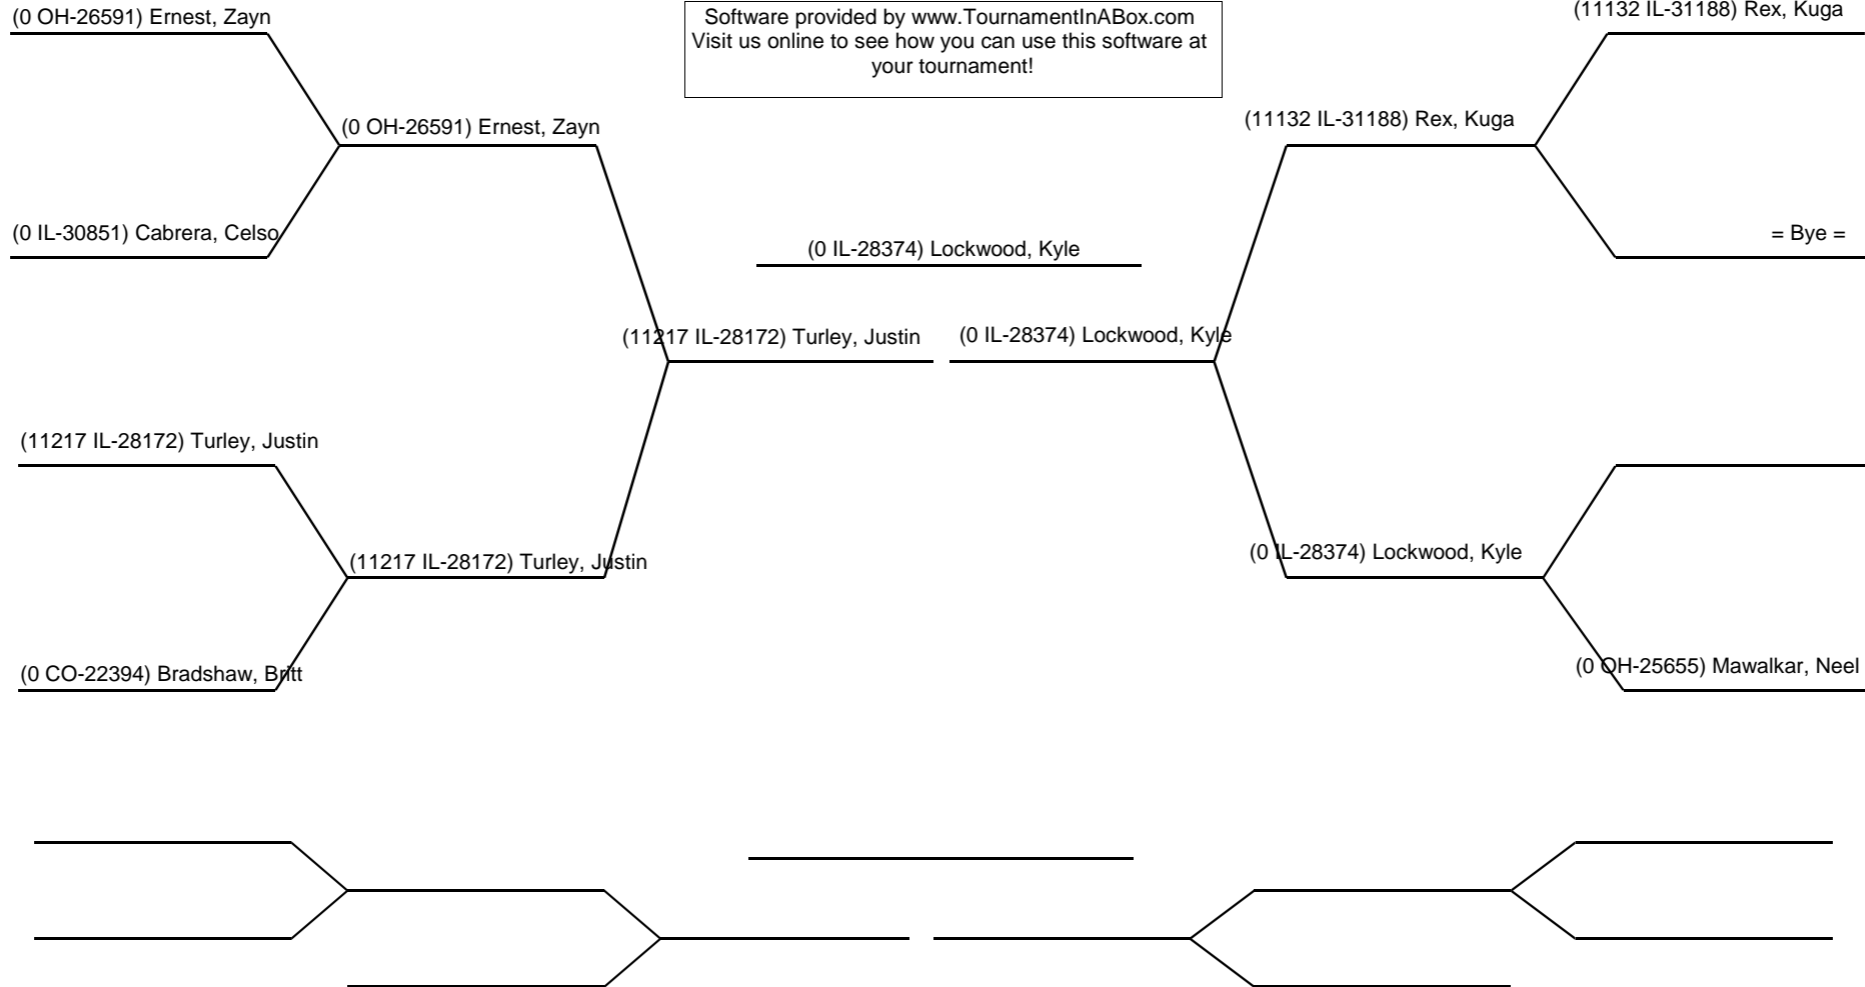 (0 OH-26591) Ernest, Zayn
Software provided by www.TournamentInABox.com
Visit us online to see how you can use this software at
your tournament!
(11132 IL-31188) Rex, Kuga
(0 OH-26591) Ernest, Zayn
(11132 IL-31188) Rex, Kuga
(0 IL-30851) Cabrera, Celso
(0 IL-28374) Lockwood, Kyle
= Bye =
(11217 IL-28172) Turley, Justin
(0 IL-28374) Lockwood, Kyle
(11217 IL-28172) Turley, Justin
(11217 IL-28172) Turley, Justin
(0 IL-28374) Lockwood, Kyle
(0 CO-22394) Bradshaw, Britt
(0 OH-25655) Mawalkar, Neel